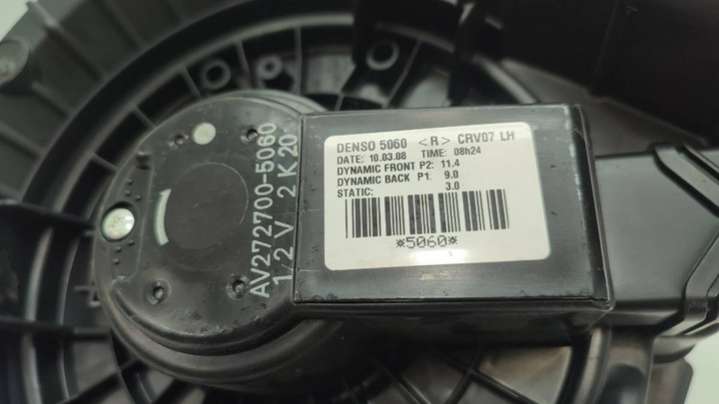 DENSO 5060 <R> CRV07 LH
DATE: 10.03.08 TIME: 08h24
DYNAMIC FRONT P2: 11.4
DYNAMIC BACK P1: 9.0
STATIC: 3.0
*5060*
AV272700-5060
12V 2K20